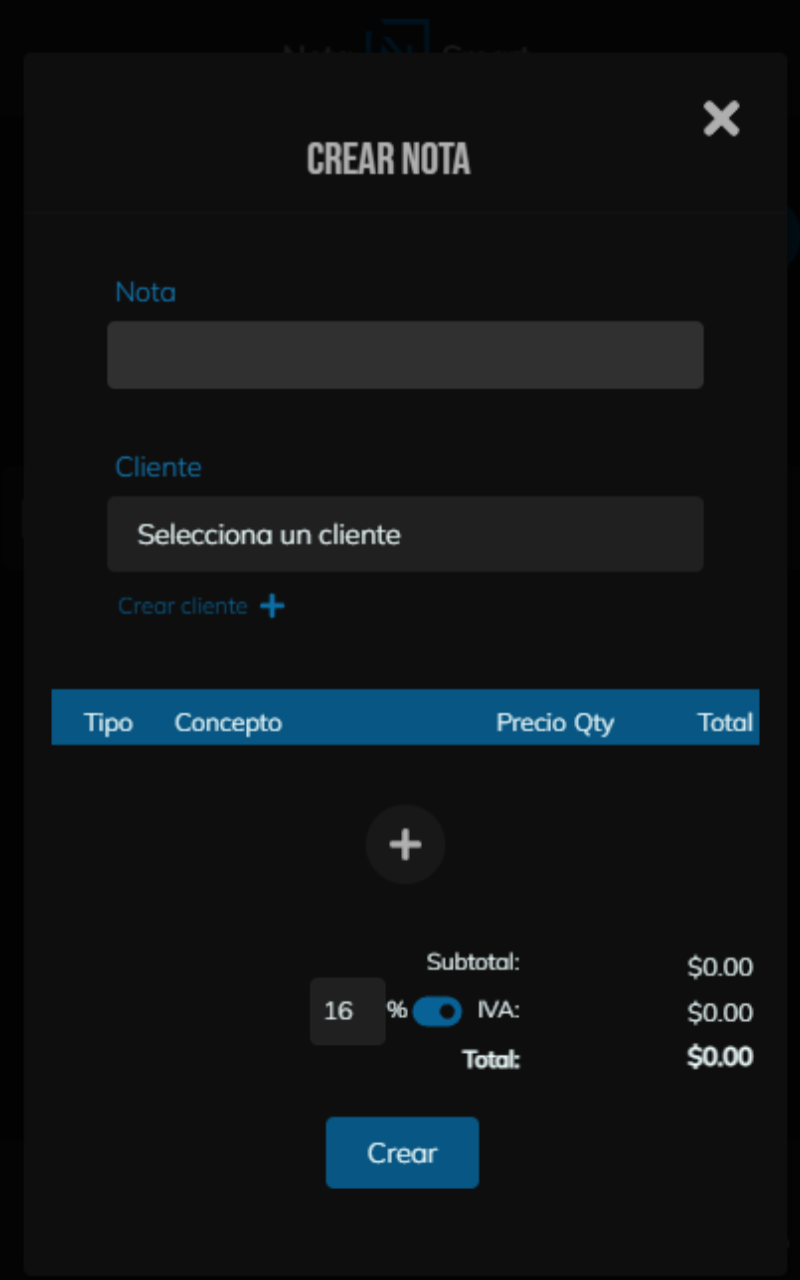 CREAR NOTA
Nota
Cliente
Selecciona un cliente
Crear cliente
Tipo Concepto Precio Qty Total
Subtotal: $0.00
16 % IVA: $0.00
Total: $0.00
Crear